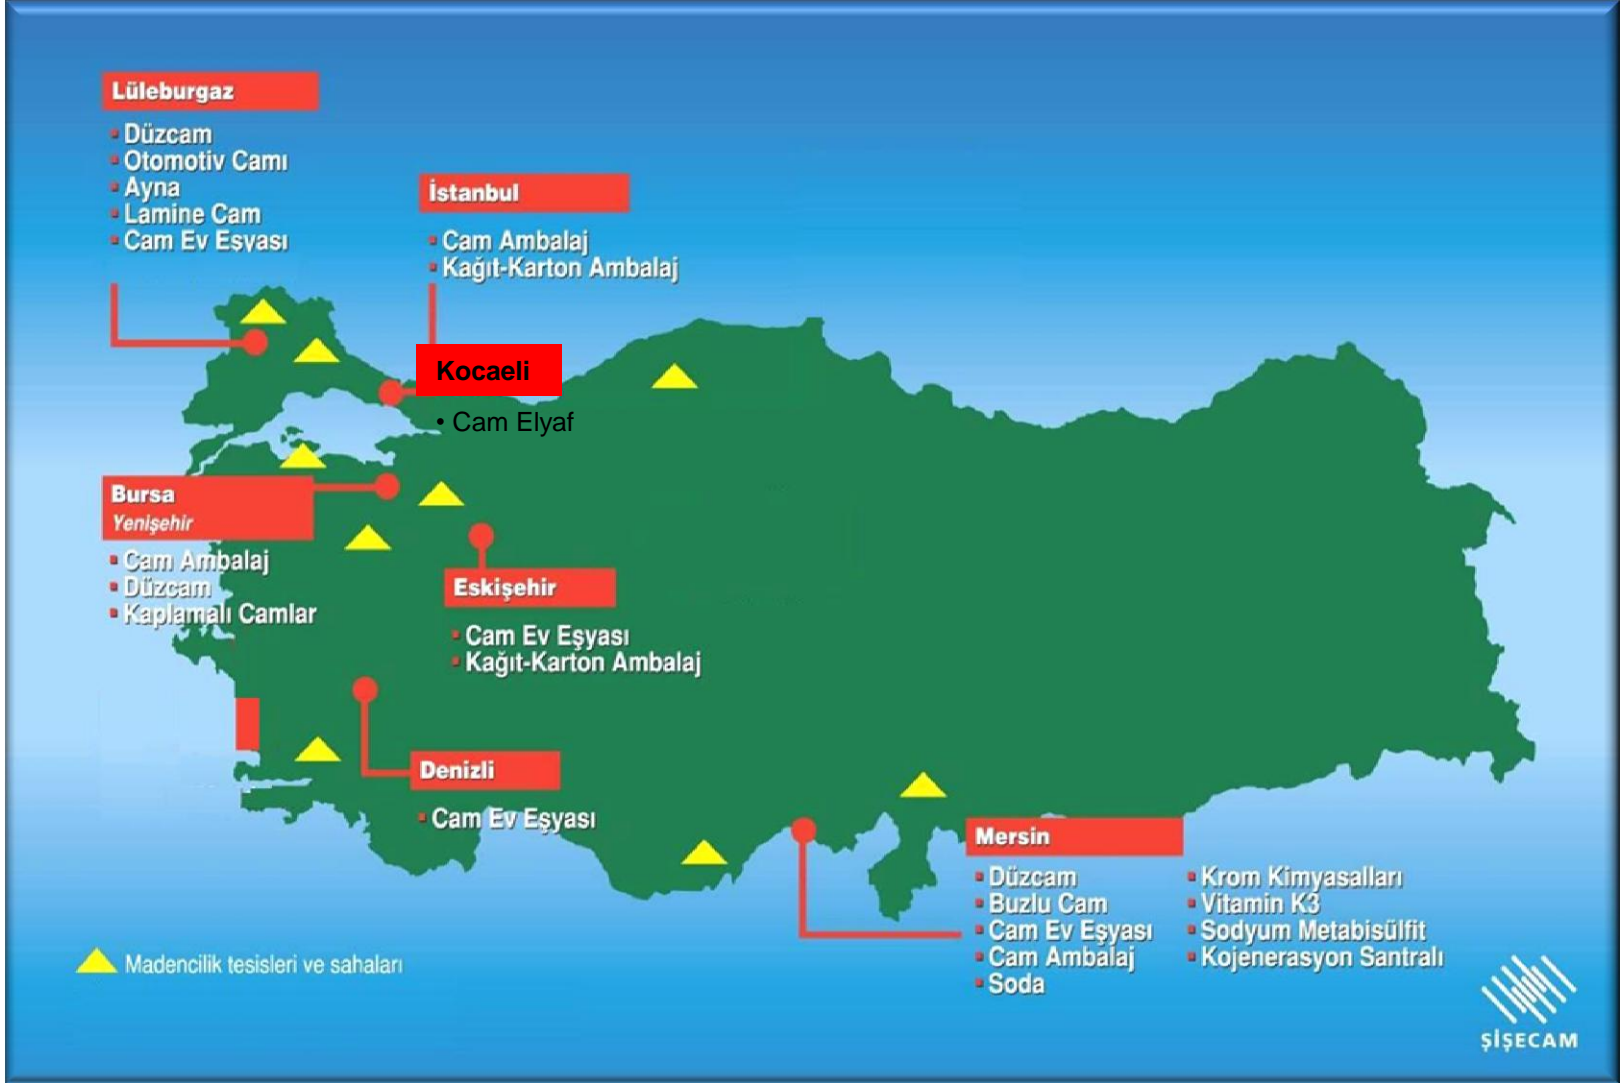 Lüleburgaz
Düzcam
Otomotiv Camı
Ayna
Lamine Cam
Cam Ev Eşyası
İstanbul
Cam Ambalaj
Kağıt-Karton Ambalaj
Kocaeli
• Cam Elyaf
Bursa
Yenişehir
Cam Ambalaj
Düzcam
Kaplamalı Camlar
Eskişehir
Cam Ev Eşyası
Kağıt-Karton Ambalaj
Denizli
Cam Ev Eşyası
Mersin
Düzcam
Buzlu Cam
Cam Ev Eşyası
Cam Ambalaj
Soda
Krom Kimyasalları
Vitamin K3
Sodyum Metabisülfit
Kojenerasyon Santralı
Madencilik tesisleri ve sahaları
ŞİŞECAM